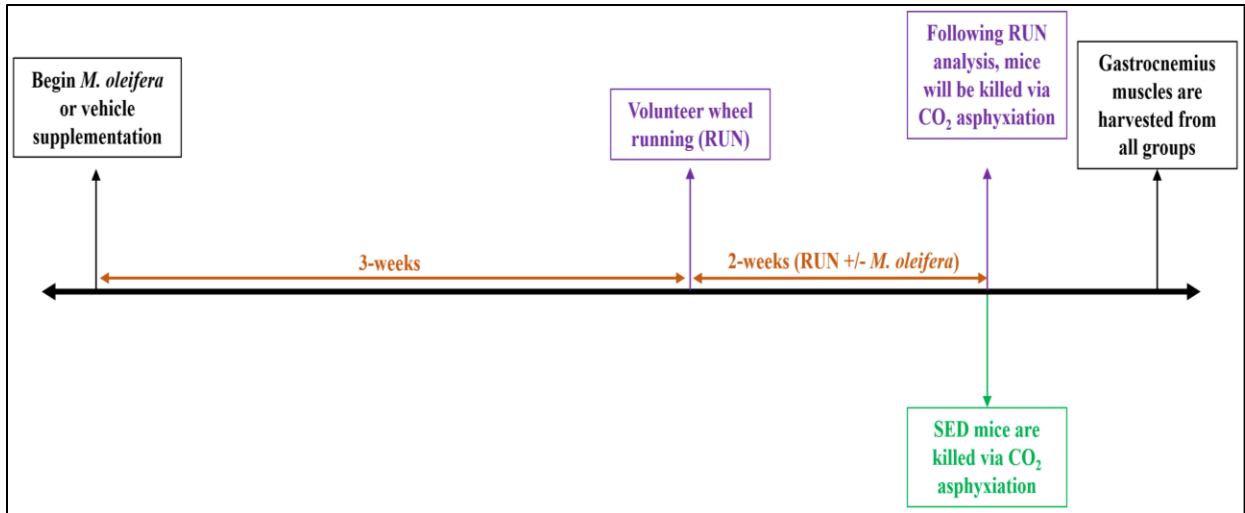 Begin M. oleifera
or vehicle
supplementation
Volunteer wheel
running (RUN)
Following RUN
analysis, mice
will be killed via
CO₂ asphyxiation
Gastrocnemius
muscles are
harvested from
all groups
3-weeks
2-weeks (RUN +/- M. oleifera)
SED mice are
killed via CO₂
asphyxiation